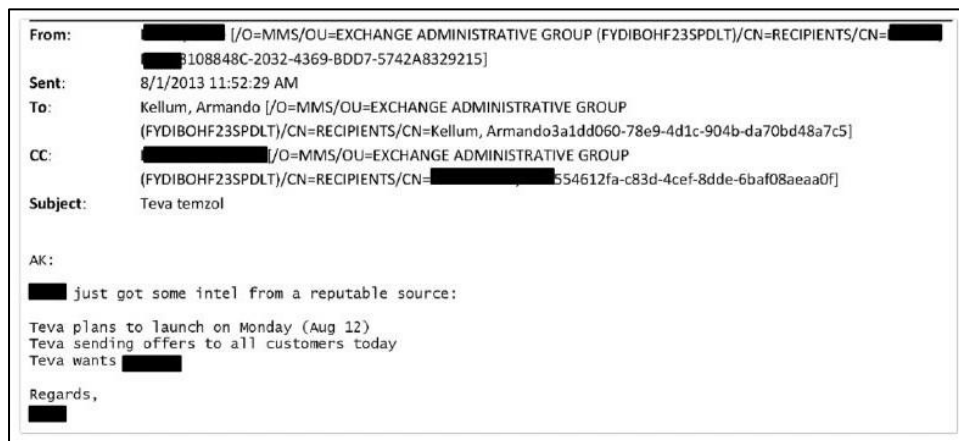 From: [/O=MMS/OU=EXCHANGE ADMINISTRATIVE GROUP (FYDIBOHF23SPDLT)/CN=RECIPIENTS/CN=
8108848C-2032-4369-BDD7-5742A8329215]
Sent: 8/1/2013 11:52:29 AM
To: Kellum, Armando [/O=MMS/OU=EXCHANGE ADMINISTRATIVE GROUP
(FYDIBOHF23SPDLT)/CN=RECIPIENTS/CN=Kellum, Armando3a1dd060-78e9-4d1c-904b-da70bd48a7c5]
CC: [/O=MMS/OU=EXCHANGE ADMINISTRATIVE GROUP
(FYDIBOHF23SPDLT)/CN=RECIPIENTS/CN= 554612fa-c83d-4cef-8dde-6baf08aeaa0f]
Subject: Teva temzol
AK:
just got some intel from a reputable source:
Teva plans to launch on Monday (Aug 12)
Teva sending offers to all customers today
Teva wants
Regards,